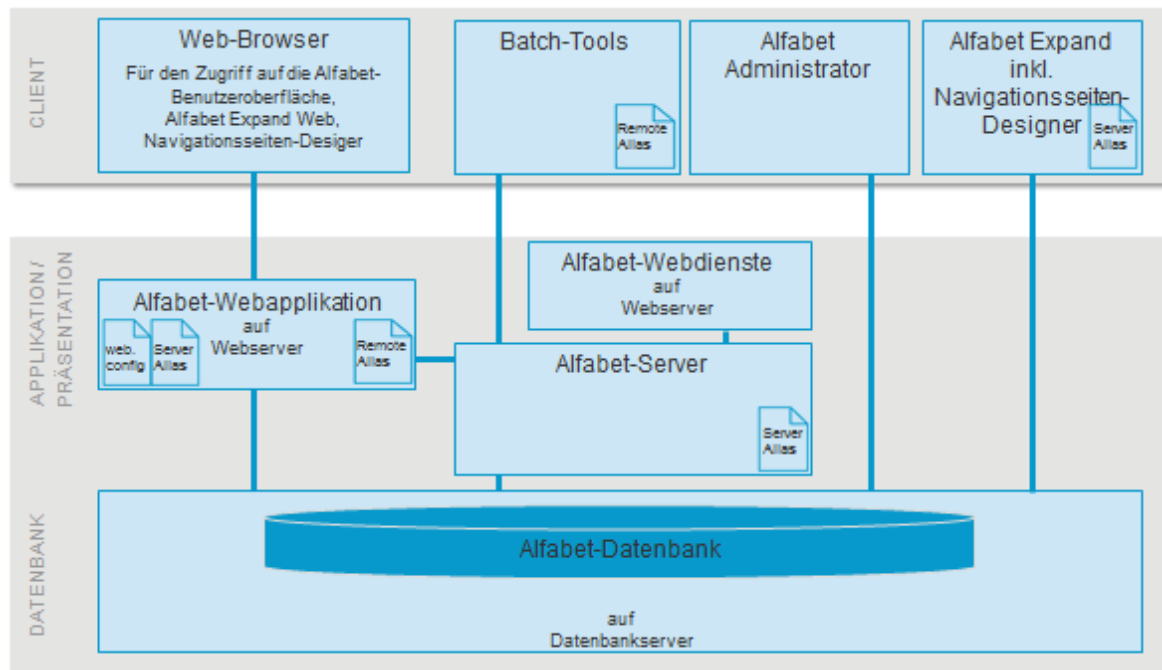 CLIENT
Web-Browser
Für den Zugriff auf die Alfabet-
Benutzeroberfläche,
Alfabet Expand Web,
Navigationsseiten-Desiger
Batch-Tools
Remote
Alias
Alfabet
Administrator
Alfabet Expand
inkl.
Navigationsseiten-
Designer
Server
Alias
APPLIKATION /
PRÄSENTATION
Alfabet-Webapplikation
auf
Webserver
web.
config
Server
Alias
Remote
Alias
Alfabet-Webdienste
auf
Webserver
Alfabet-Server
Server
Alias
DATENBANK
Alfabet-Datenbank
auf
Datenbankserver